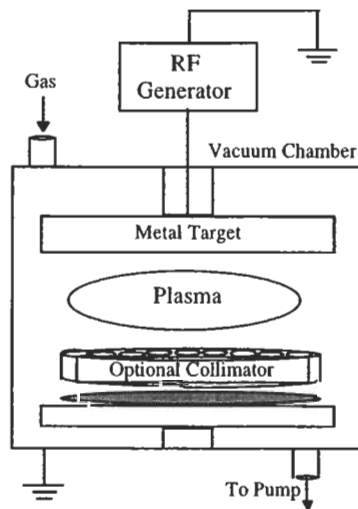 RF
Generator
Gas
Vacuum Chamber
Metal Target
Plasma
Optional Collimator
To Pump